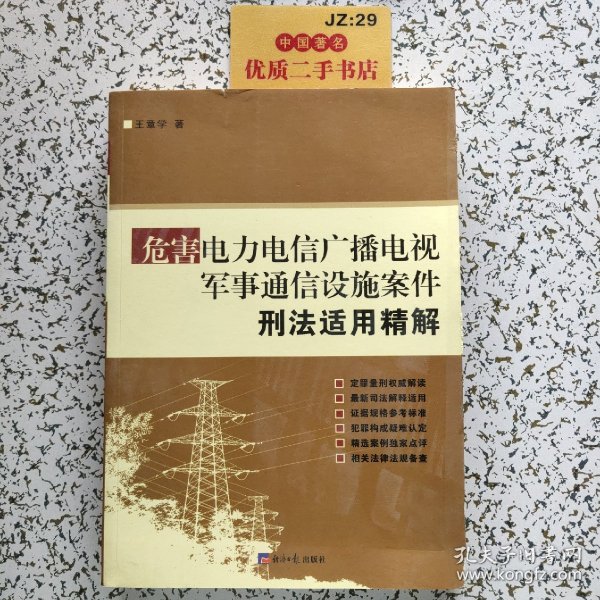 JZ:29
中国著名
优质二手书店
王章学 著
危害电力电信广播电视
军事通信设施案件
刑法适用精解
定罪量刑权威解读
最新司法解释适用
证据规格参考标准
犯罪构成疑难认定
精选案例独家点评
相关法律法规备查
经济日报出版社
孔夫子旧书网
www.kongfz.com